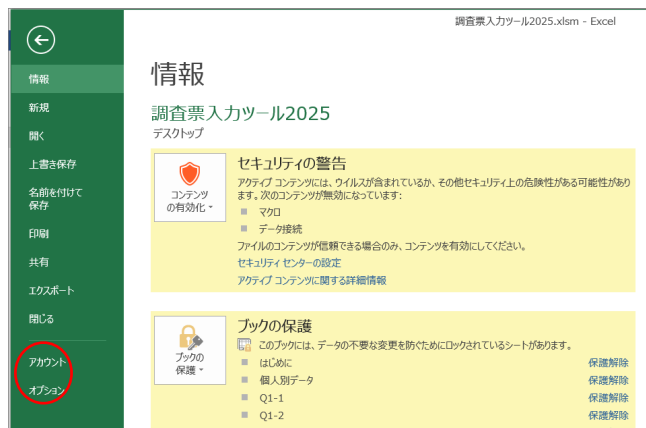 調査票入力ツール2025.xlsm - Excel
情報
新規
開く
上書き保存
名前を付けて
保存
印刷
共有
エクスポート
閉じる
アカウント
オプション
情報
調査票入力ツール2025
デスクトップ
コンテンツ
の有効化
セキュリティの警告
アクティブ コンテンツには、ウイルスが含まれているか、その他セキュリティ上の危険性がある可能性があり
ます。次のコンテンツが無効になっています:
マクロ
データ接続
ファイルのコンテンツが信頼できる場合のみ、コンテンツを有効にしてください。
セキュリティ センターの設定
アクティブ コンテンツに関する詳細情報
ブックの
保護
ブックの保護
このブックには、データの不要な変更を防ぐためにロックされているシートがあります。
はじめに 保護解除
個人別データ 保護解除
Q1-1 保護解除
Q1-2 保護解除